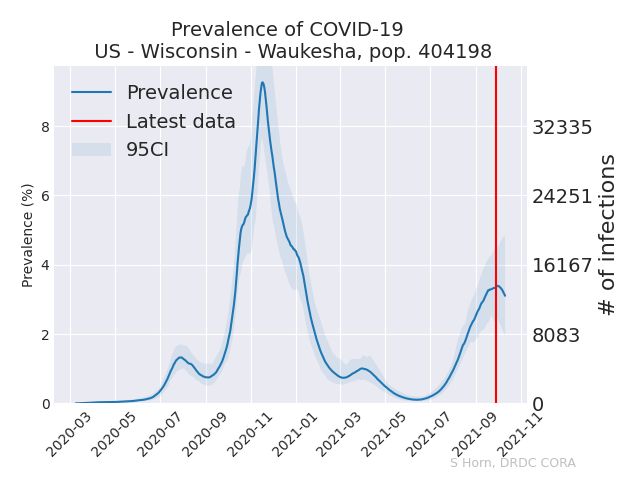 Prevalence of COVID-19
US - Wisconsin - Waukesha, pop. 404198
Prevalence
Latest data
95CI
Prevalence (%)
8
6
4
2
0
32335
24251
16167
8083
0
# of infections
2020-03
2020-05
2020-07
2020-09
2020-11
2021-01
2021-03
2021-05
2021-07
2021-09
2021-11
S Horn, DRDC CORA